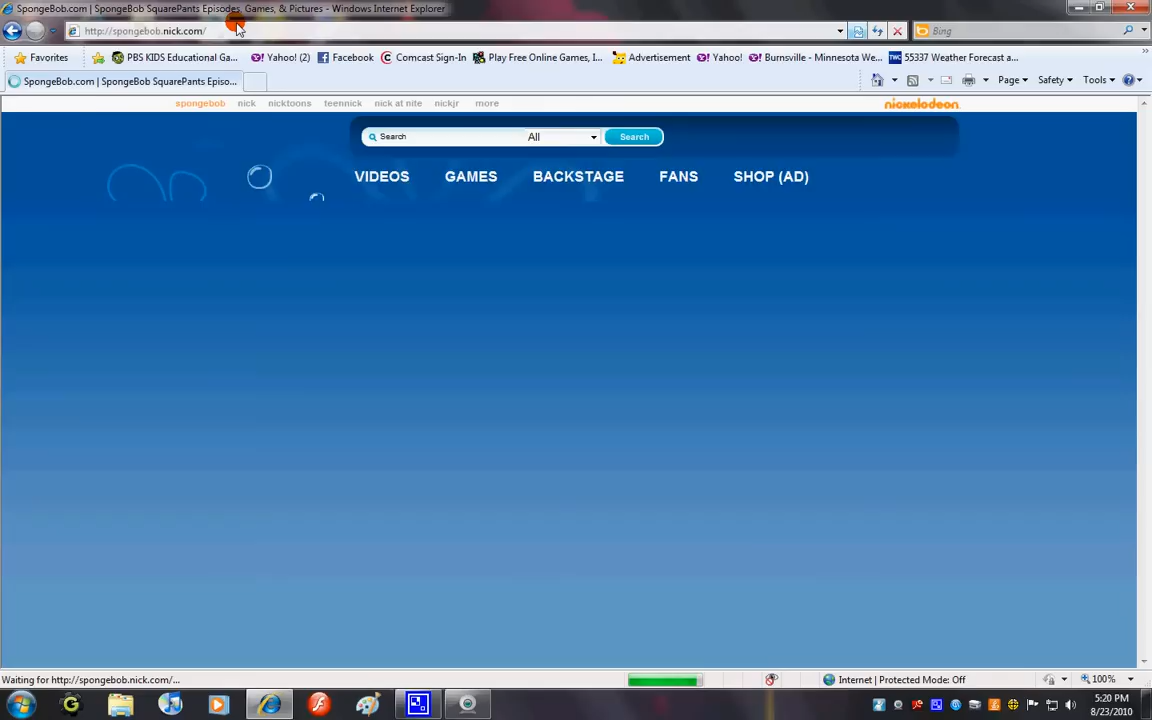 SpongeBob.com | SpongeBob SquarePants Episodes, Games, & Pictures - Windows Internet Explorer
http://spongebob.nick.com/
Bing
Favorites PBS KIDS Educational Ga... Yahoo! (2) Facebook Comcast Sign-In Play Free Online Games, I... Advertisement Yahoo! Burnsville - Minnesota We... 55337 Weather Forecast a...
SpongeBob.com | SpongeBob SquarePants Episo... Page Safety Tools
spongebob nick nicktoons teennick nick at nite nickjr more nickelodeon
Search All Search
VIDEOS GAMES BACKSTAGE FANS SHOP (AD)
Waiting for http://spongebob.nick.com/... Internet | Protected Mode: Off 100%
5:20 PM
8/23/2010